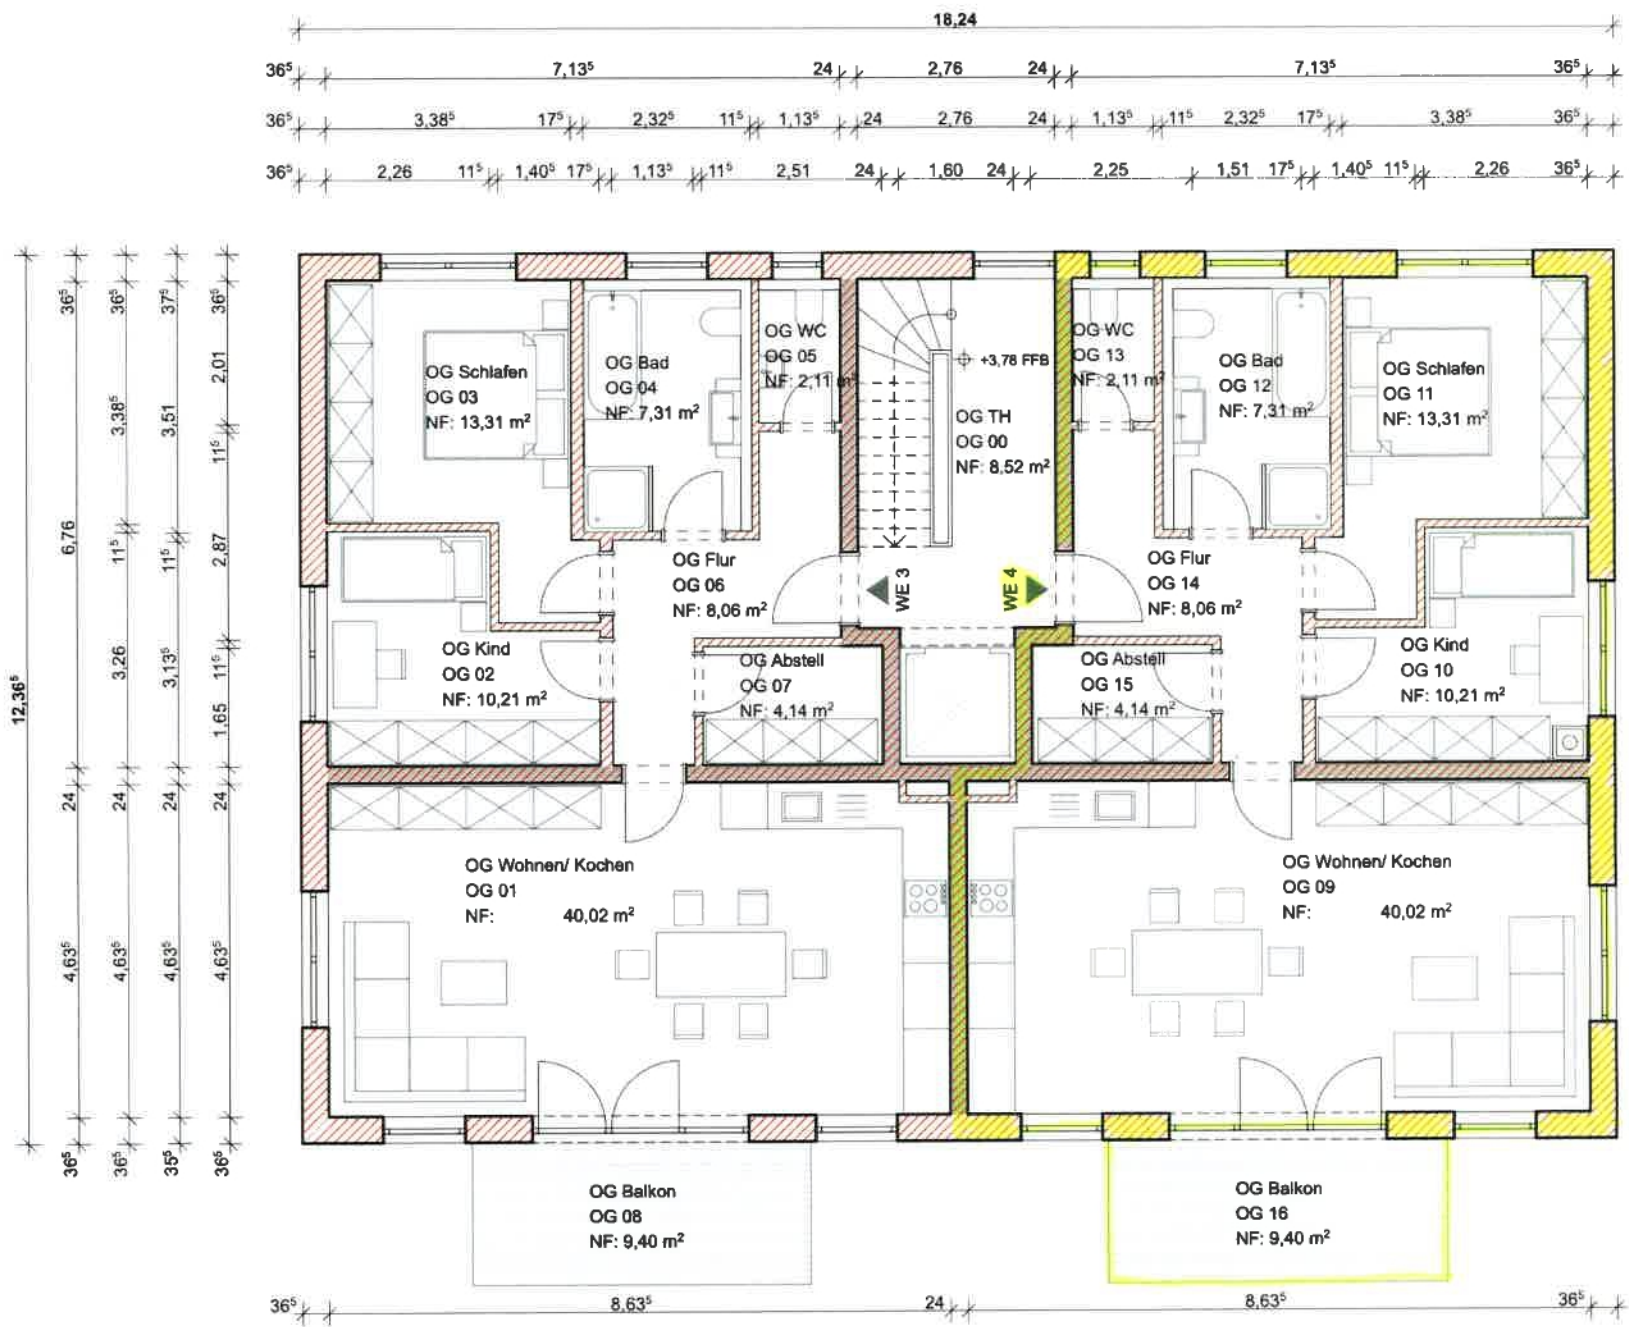 18,24
36⁵ 7,13⁵ 24 2,76 24 7,13⁵ 36⁵
36⁵ 3,38⁵ 17⁵ 2,32⁵ 11⁵ 1,13⁵ 24 2,76 24 1,13⁵ 11⁵ 2,32⁵ 17⁵ 3,38⁵ 36⁵
36⁵ 2,26 11⁵ 1,40⁵ 17⁵ 1,13⁵ 11⁵ 2,51 24 1,60 24 2,25 1,51 17⁵ 1,40⁵ 11⁵ 2,26 36⁵
12,36⁵
36⁵ 6,76 24 4,63⁵ 36⁵
36⁵ 3,38⁵ 11⁵ 3,26 24 4,63⁵ 36⁵
37⁵ 3,51 11⁵ 3,13⁵ 24 4,63⁵ 35⁵
36⁵ 2,01 11⁵ 2,87 11⁵ 1,65 24 4,63⁵ 36⁵
OG Schlafen
OG 03
NF: 13,31 m²
OG Bad
OG 04
NF: 7,31 m²
OG WC
OG 05
NF: 2,11 m²
+3,78 FFB
OG TH
OG 00
NF: 8,52 m²
OG WC
OG 13
NF: 2,11 m²
OG Bad
OG 12
NF: 7,31 m²
OG Schlafen
OG 11
NF: 13,31 m²
OG Flur
OG 06
NF: 8,06 m²
WE 3
WE 4
OG Flur
OG 14
NF: 8,06 m²
OG Kind
OG 02
NF: 10,21 m²
OG Abstell
OG 07
NF: 4,14 m²
OG Abstell
OG 15
NF: 4,14 m²
OG Kind
OG 10
NF: 10,21 m²
OG Wohnen/ Kochen
OG 01
NF: 40,02 m²
OG Wohnen/ Kochen
OG 09
NF: 40,02 m²
OG Balkon
OG 08
NF: 9,40 m²
OG Balkon
OG 16
NF: 9,40 m²
36⁵ 8,63⁵ 24 8,63⁵ 36⁵